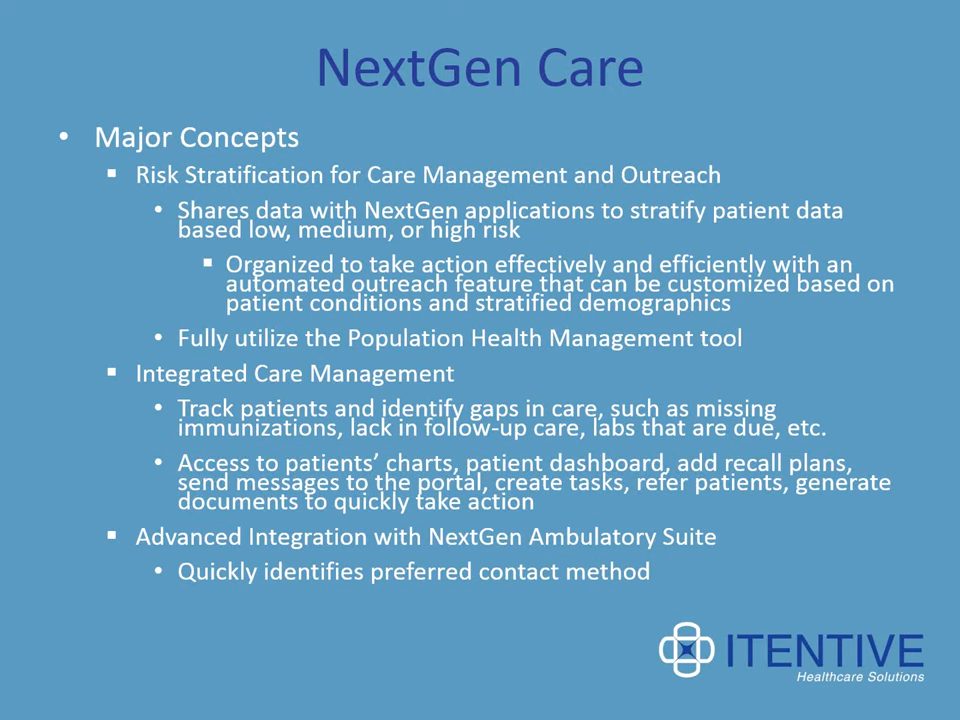 NextGen Care
• Major Concepts
▪ Risk Stratification for Care Management and Outreach
• Shares data with NextGen applications to stratify patient data
based low, medium, or high risk
▪ Organized to take action effectively and efficiently with an
automated outreach feature that can be customized based on
patient conditions and stratified demographics
• Fully utilize the Population Health Management tool
▪ Integrated Care Management
• Track patients and identify gaps in care, such as missing
immunizations, lack in follow-up care, labs that are due, etc.
• Access to patients’ charts, patient dashboard, add recall plans,
send messages to the portal, create tasks, refer patients, generate
documents to quickly take action
▪ Advanced Integration with NextGen Ambulatory Suite
• Quickly identifies preferred contact method
ITENTIVE
Healthcare Solutions